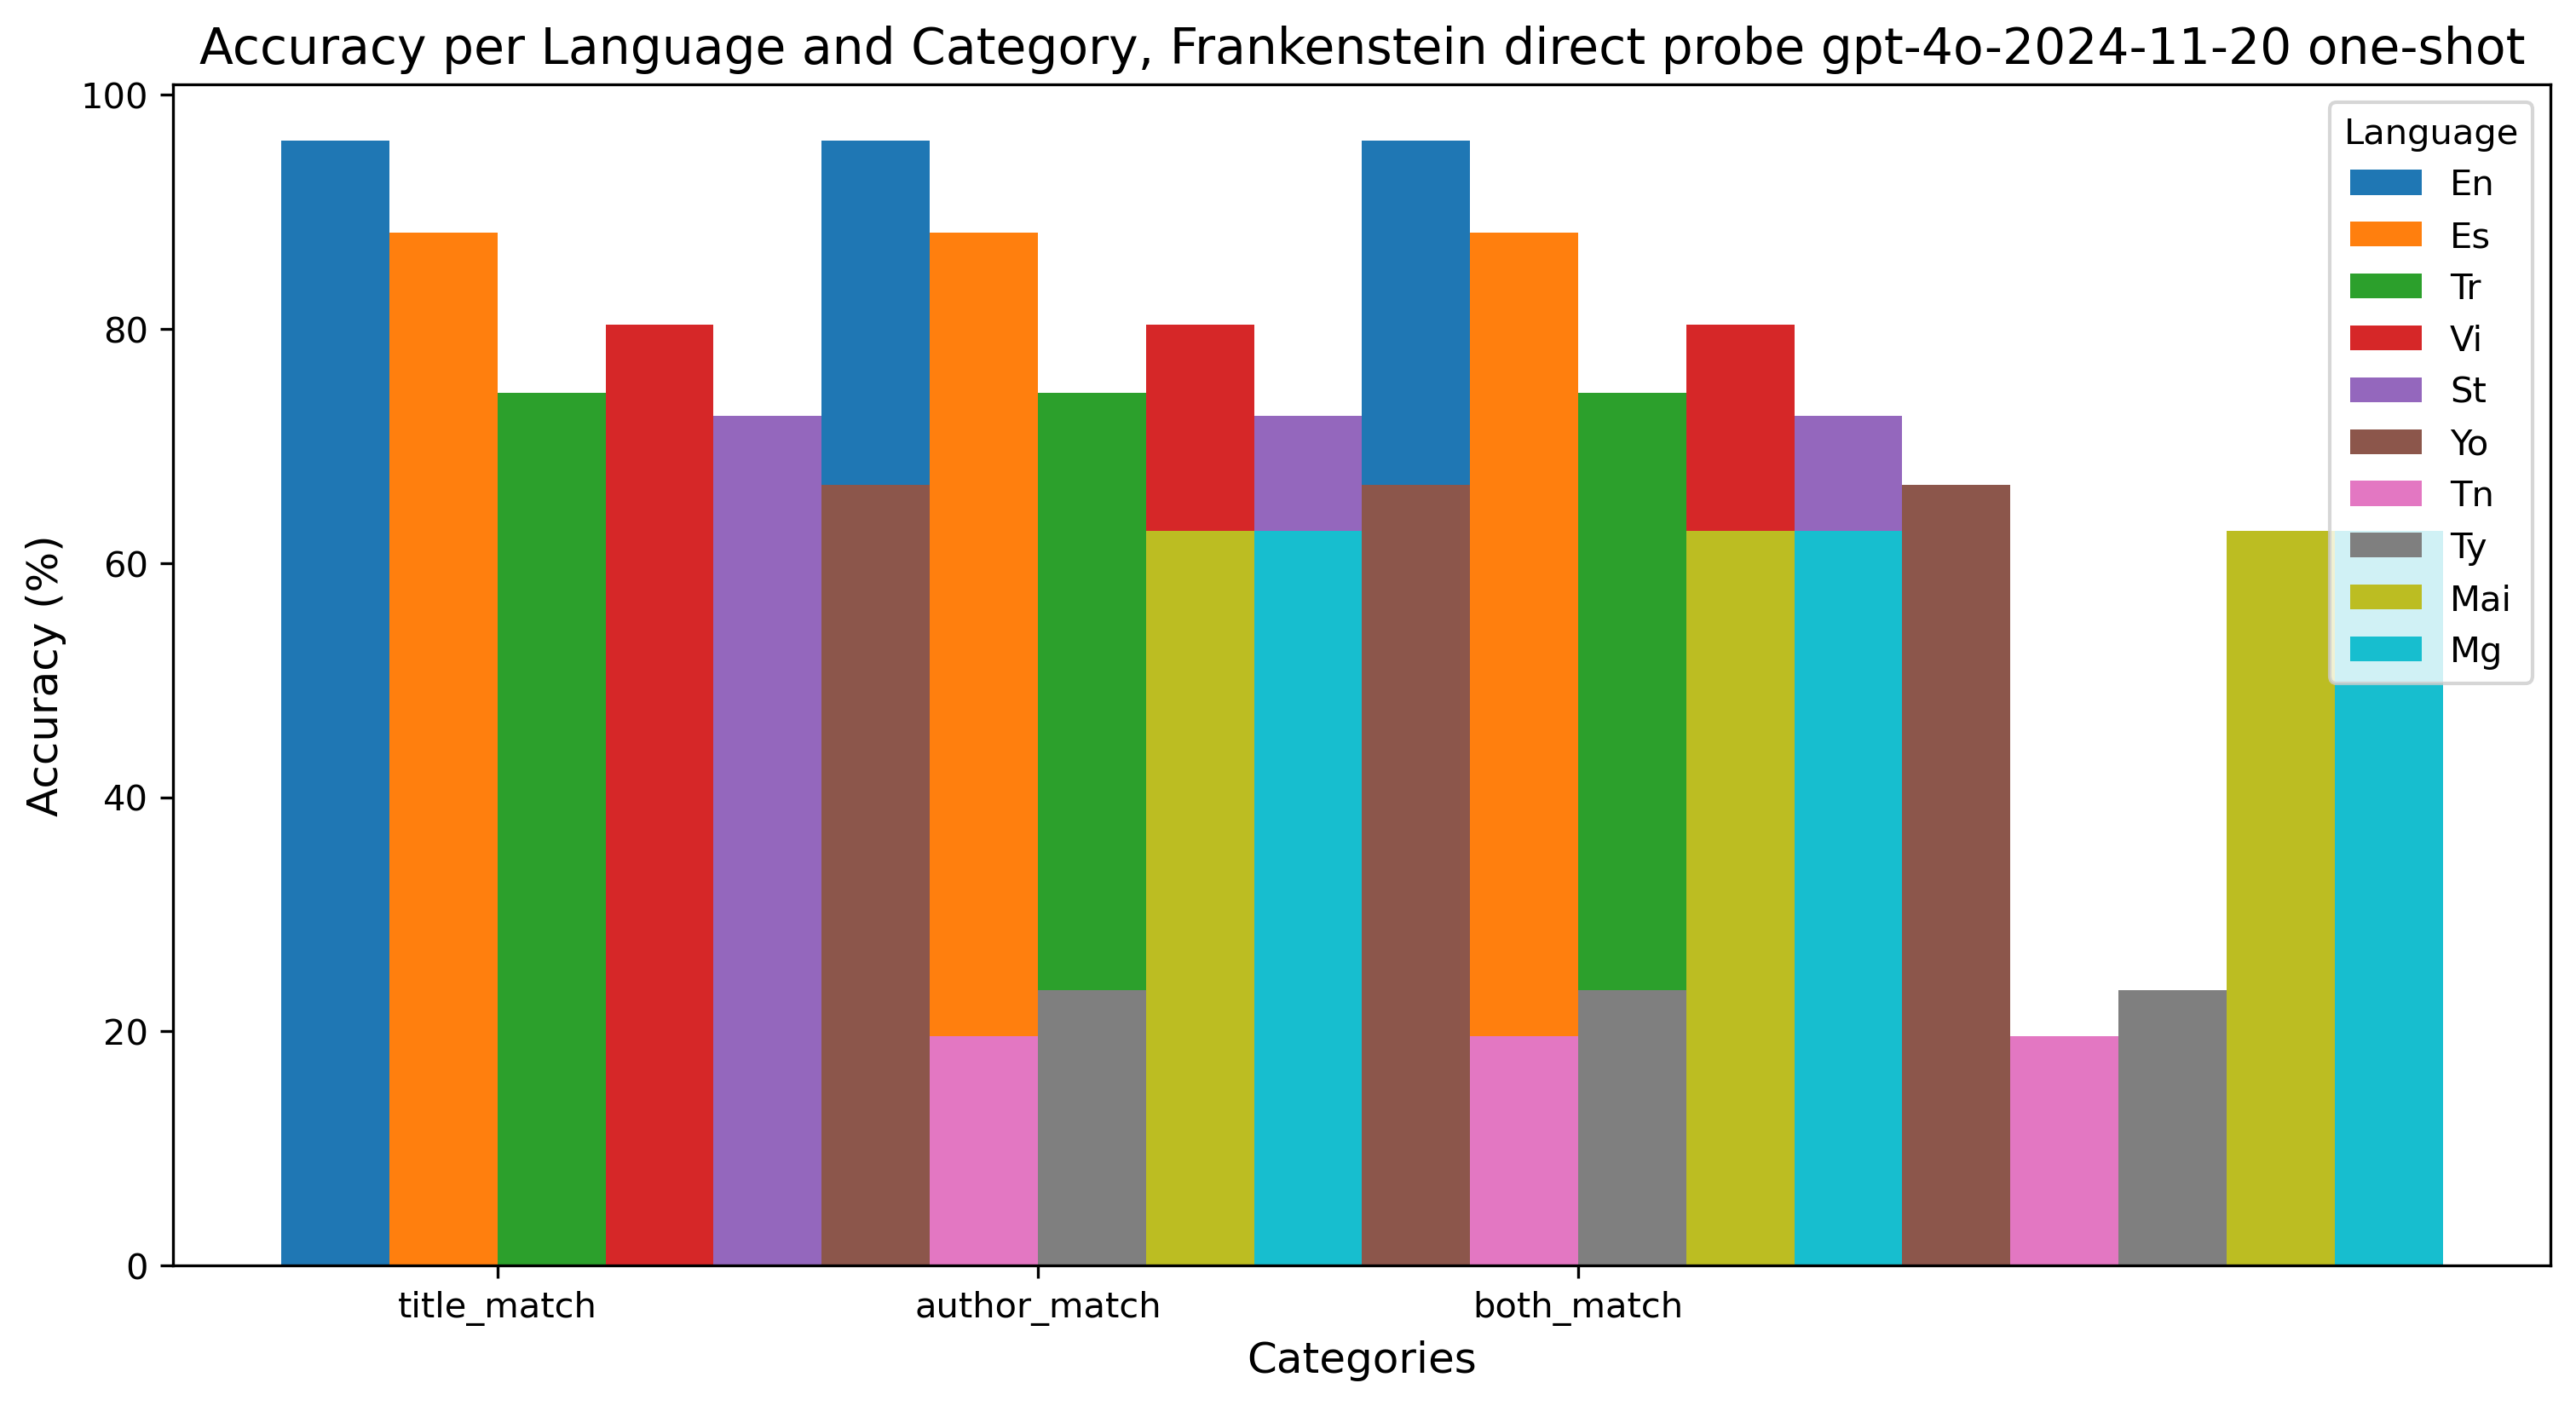 Accuracy per Language and Category, Frankenstein direct probe gpt-4o-2024-11-20 one-shot
Accuracy (%)
100
80
60
40
20
0
title_match
author_match
both_match
Categories
Language
En
Es
Tr
Vi
St
Yo
Tn
Ty
Mai
Mg